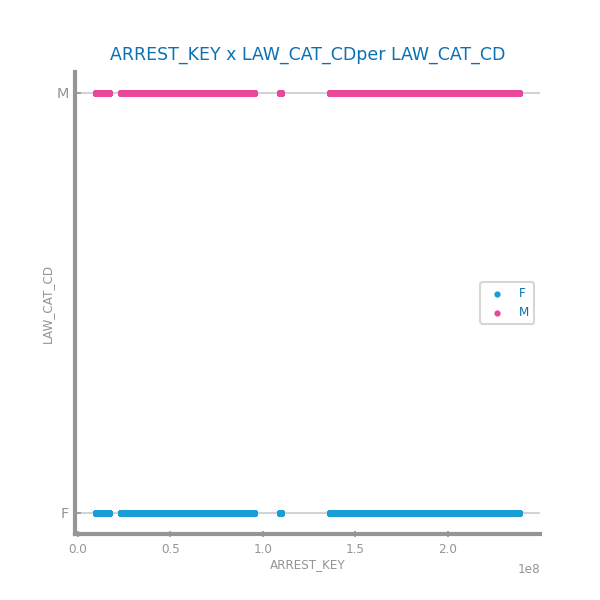 ARREST_KEY x LAW_CAT_CDper LAW_CAT_CD
M
LAW_CAT_CD
F
M
F
0.0 0.5 1.0 1.5 2.0
ARREST_KEY
1e8